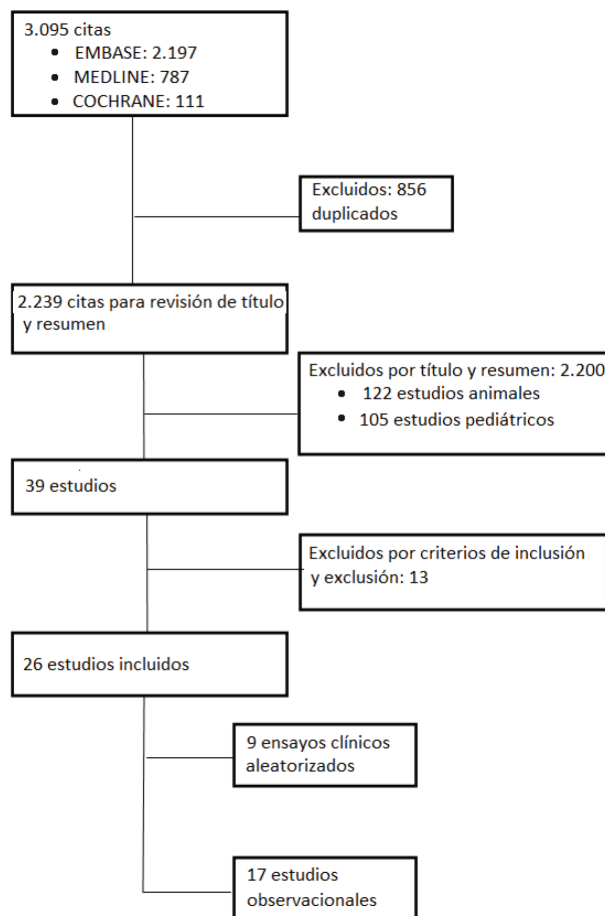 3.095 citas
• EMBASE: 2.197
• MEDLINE: 787
• COCHRANE: 111
Excluidos: 856
duplicados
2.239 citas para revisión de título
y resumen
Excluidos por título y resumen: 2.200
• 122 estudios animales
• 105 estudios pediátricos
39 estudios
Excluidos por criterios de inclusión
y exclusión: 13
26 estudios incluidos
9 ensayos clínicos
aleatorizados
17 estudios
observacionales